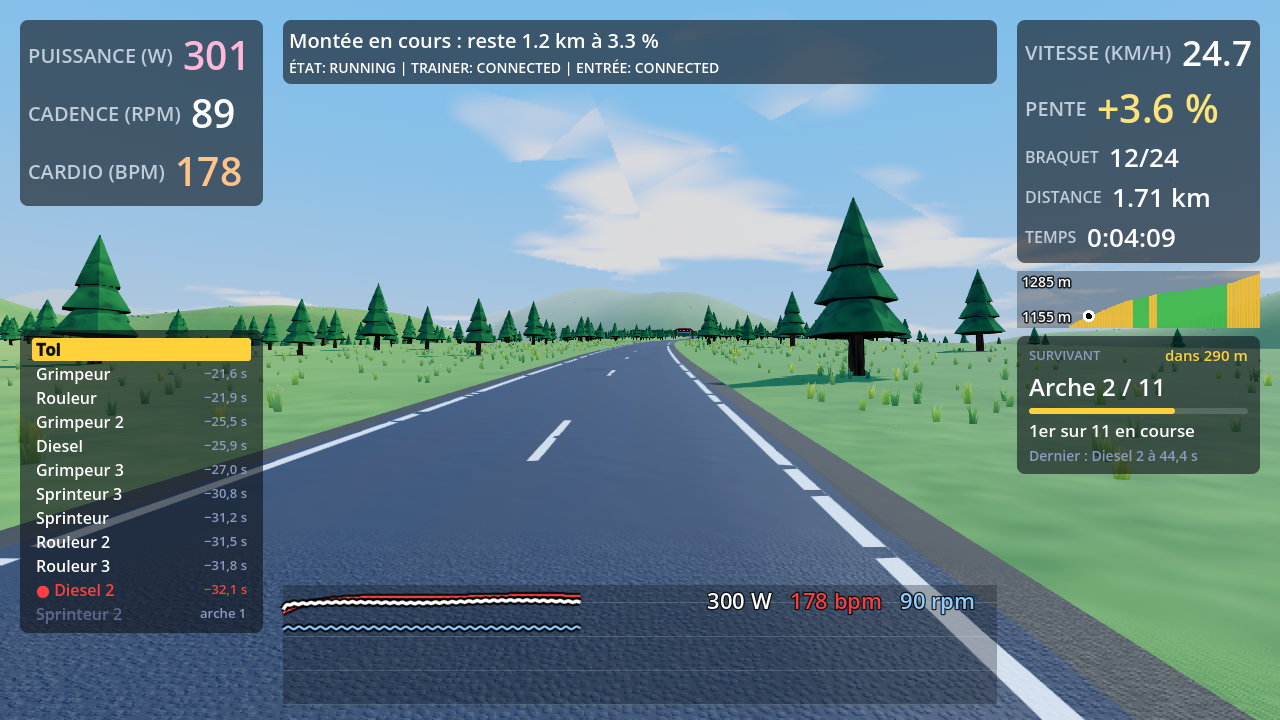 PUISSANCE (W) 301
CADENCE (RPM) 89
CARDIO (BPM) 178
Montée en cours : reste 1.2 km à 3.3 %
ÉTAT: RUNNING | TRAINER: CONNECTED | ENTRÉE: CONNECTED
VITESSE (KM/H) 24.7
PENTE +3.6 %
BRAQUET 12/24
DISTANCE 1.71 km
TEMPS 0:04:09
1285 m
1155 m
SURVIVANT dans 290 m
Arche 2 / 11
1er sur 11 en course
Dernier : Diesel 2 à 44,4 s
Toi
Grimpeur −21,6 s
Rouleur −21,9 s
Grimpeur 2 −25,5 s
Diesel −25,9 s
Grimpeur 3 −27,0 s
Sprinteur 3 −30,8 s
Sprinteur −31,2 s
Rouleur 2 −31,5 s
Rouleur 3 −31,8 s
Diesel 2 −32,1 s
Sprinteur 2 arche 1
300 W 178 bpm 90 rpm